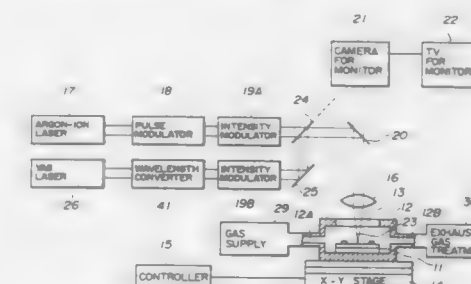 21 22
CAMERA FOR MONITOR
TV FOR MONITOR
17 18 19A 24
ARGON-ION LASER
PULSE MODULATOR
INTENSITY MODULATOR
20
YAG LASER
WAVELENGTH CONVERTER
INTENSITY MODULATOR
25
16
13
26 41 19B 29 12A 12 23 12B
GAS SUPPLY
EXHAUS
GAS
TREATM
15
11
CONTROLLER
X-Y STAGE